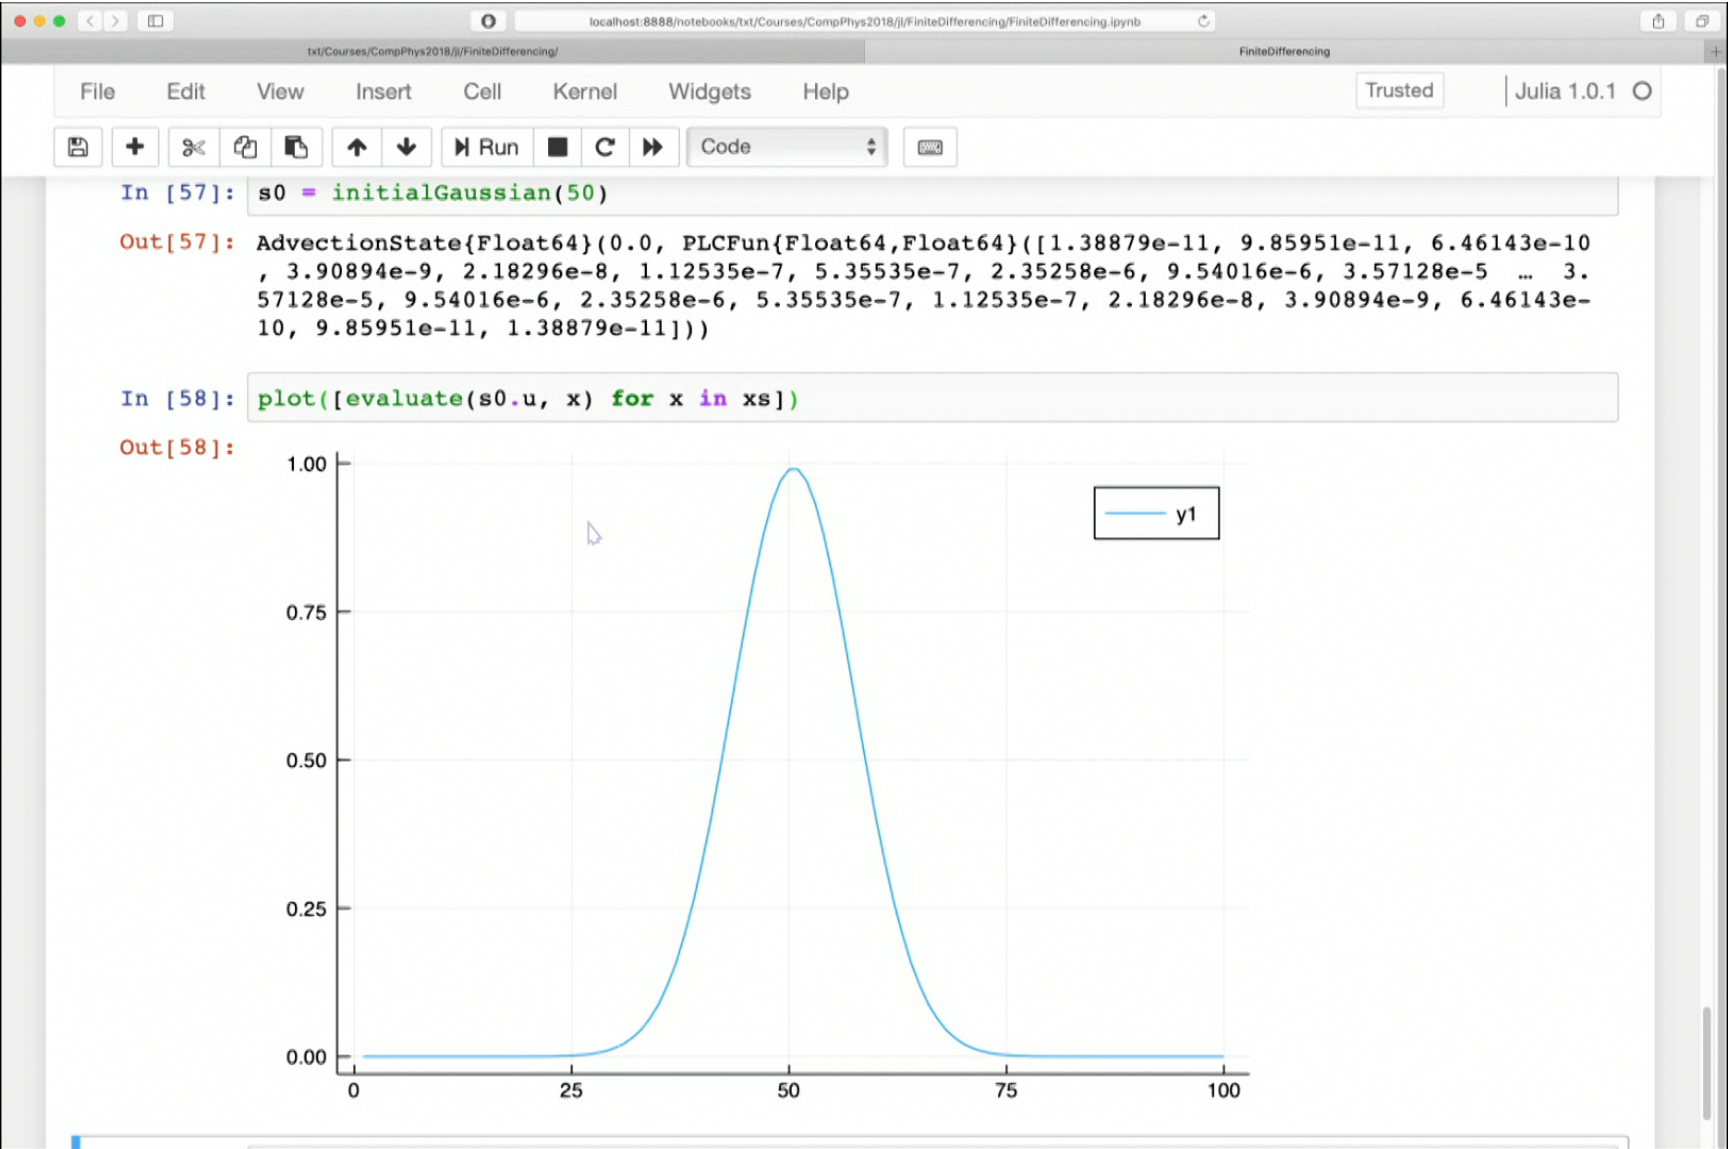 localhost:8888/notebooks/txt/Courses/CompPhys2018/jl/FiniteDifferencing/FiniteDifferencing.ipynb
txt/Courses/CompPhys2018/jl/FiniteDifferencing/ FiniteDifferencing
File Edit View Insert Cell Kernel Widgets Help Trusted Julia 1.0.1
Run Code
In [57]: s0 = initialGaussian(50)
Out[57]: AdvectionState{Float64}(0.0, PLCFun{Float64,Float64}([1.38879e-11, 9.85951e-11, 6.46143e-10
, 3.90894e-9, 2.18296e-8, 1.12535e-7, 5.35535e-7, 2.35258e-6, 9.54016e-6, 3.57128e-5 … 3.
57128e-5, 9.54016e-6, 2.35258e-6, 5.35535e-7, 1.12535e-7, 2.18296e-8, 3.90894e-9, 6.46143e-
10, 9.85951e-11, 1.38879e-11]))
In [58]: plot([evaluate(s0.u, x) for x in xs])
Out[58]:
1.00
y1
0.75
0.50
0.25
0.00
0 25 50 75 100